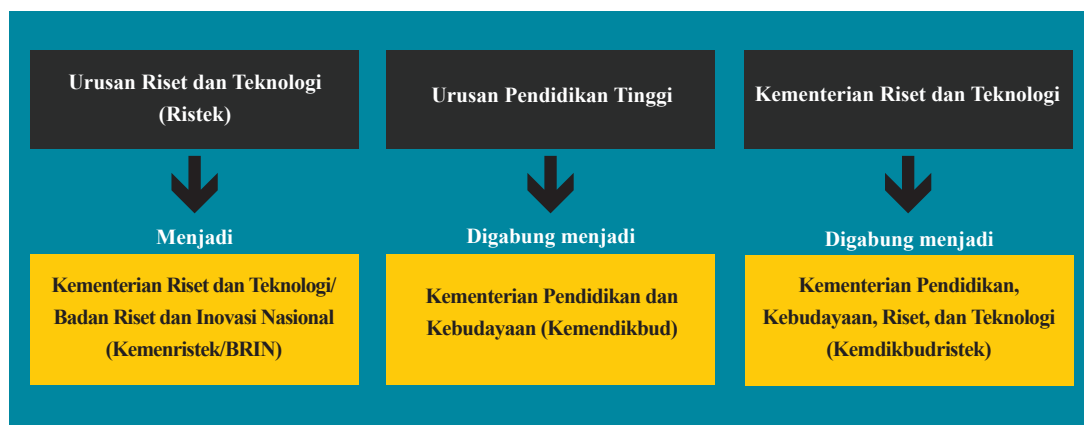 Urusan Riset dan Teknologi
(Ristek)
Menjadi
Kementerian Riset dan Teknologi/
Badan Riset dan Inovasi Nasional
(Kemenristek/BRIN)
Urusan Pendidikan Tinggi
Digabung menjadi
Kementerian Pendidikan dan
Kebudayaan (Kemendikbud)
Kementerian Riset dan Teknologi
Digabung menjadi
Kementerian Pendidikan,
Kebudayaan, Riset, dan Teknologi
(Kemdikbudristek)